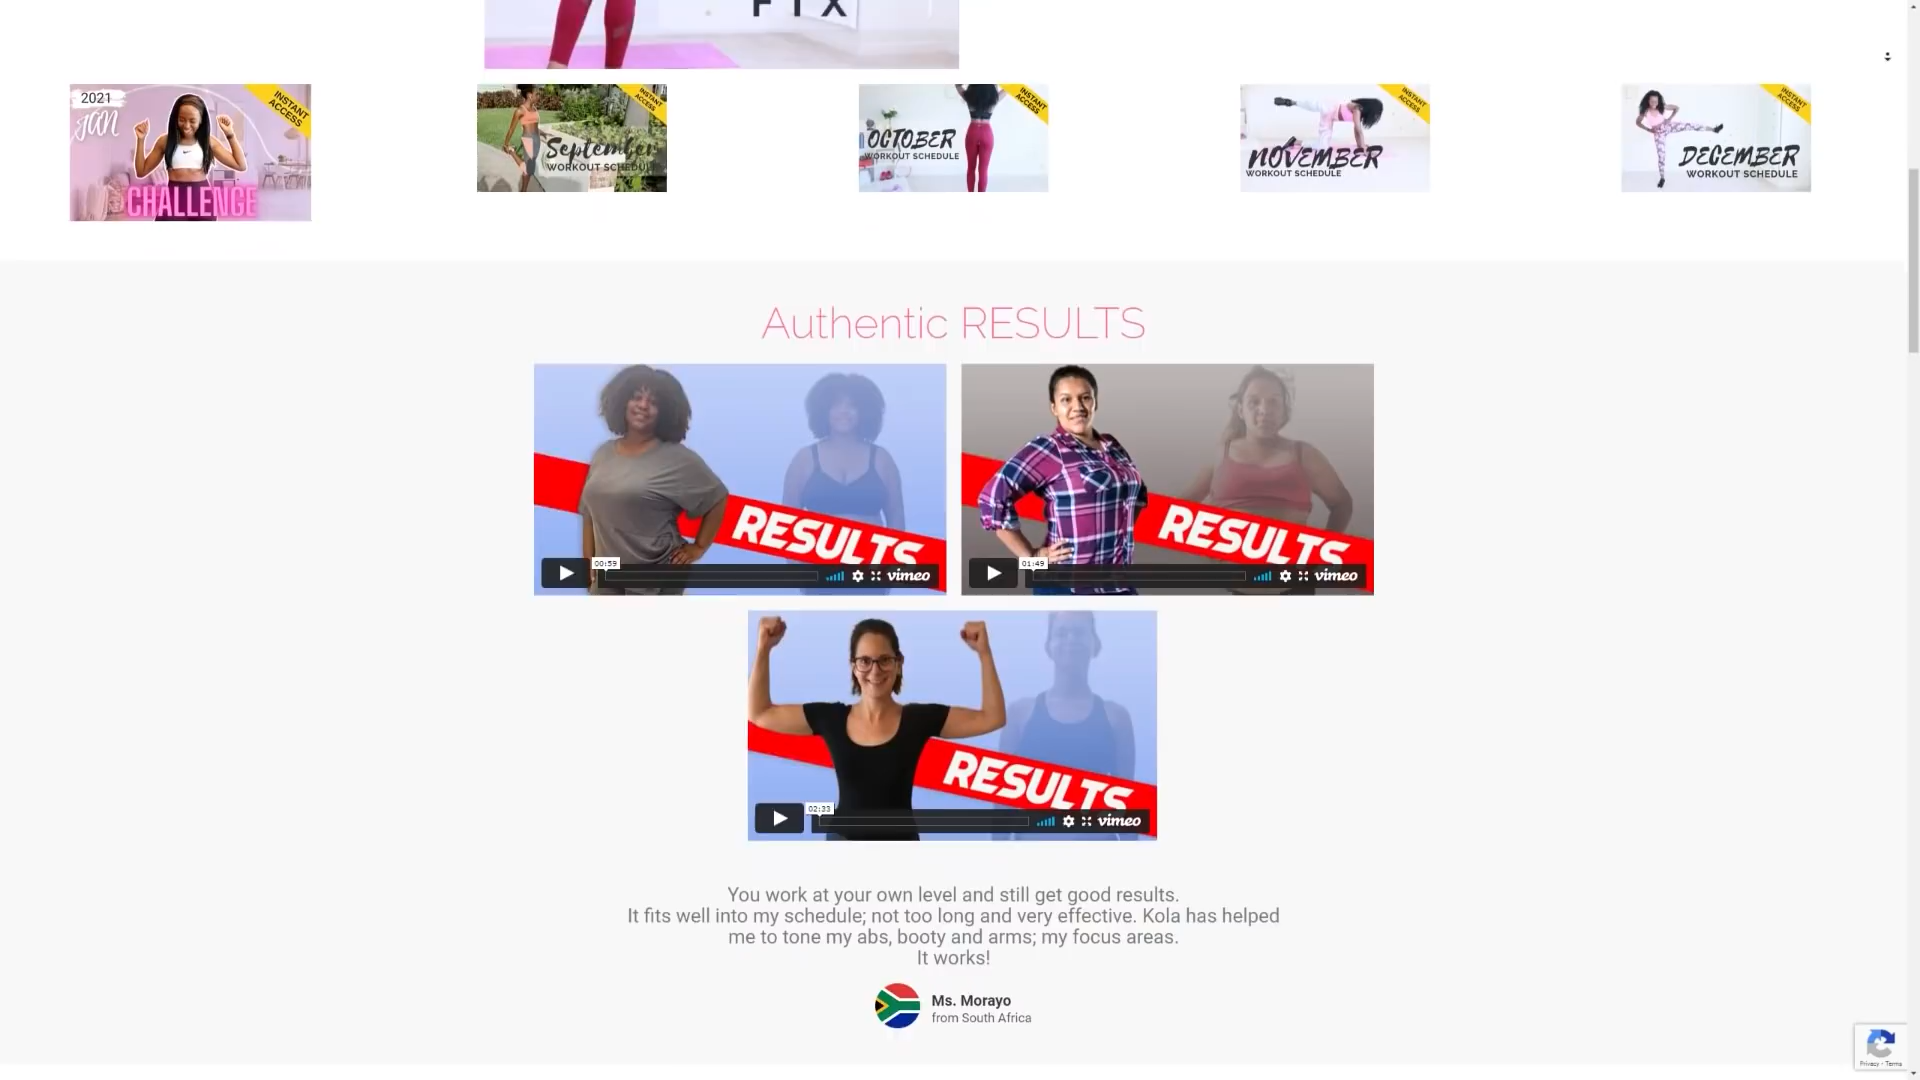 FIX
2021
JAN
INSTANT
ACCESS
CHALLENGE
INSTANT
ACCESS
September
WORKOUT SCHEDULE
INSTANT
ACCESS
OCTOBER
WORKOUT SCHEDULE
INSTANT
ACCESS
NOVEMBER
WORKOUT SCHEDULE
INSTANT
ACCESS
DECEMBER
WORKOUT SCHEDULE
Authentic RESULTS
RESULTS
00:59
vimeo
RESULTS
01:49
vimeo
RESULTS
02:33
vimeo
You work at your own level and still get good results.
It fits well into my schedule; not too long and very effective. Kola has helped
me to tone my abs, booty and arms; my focus areas.
It works!
Ms. Morayo
from South Africa
Privacy - Terms